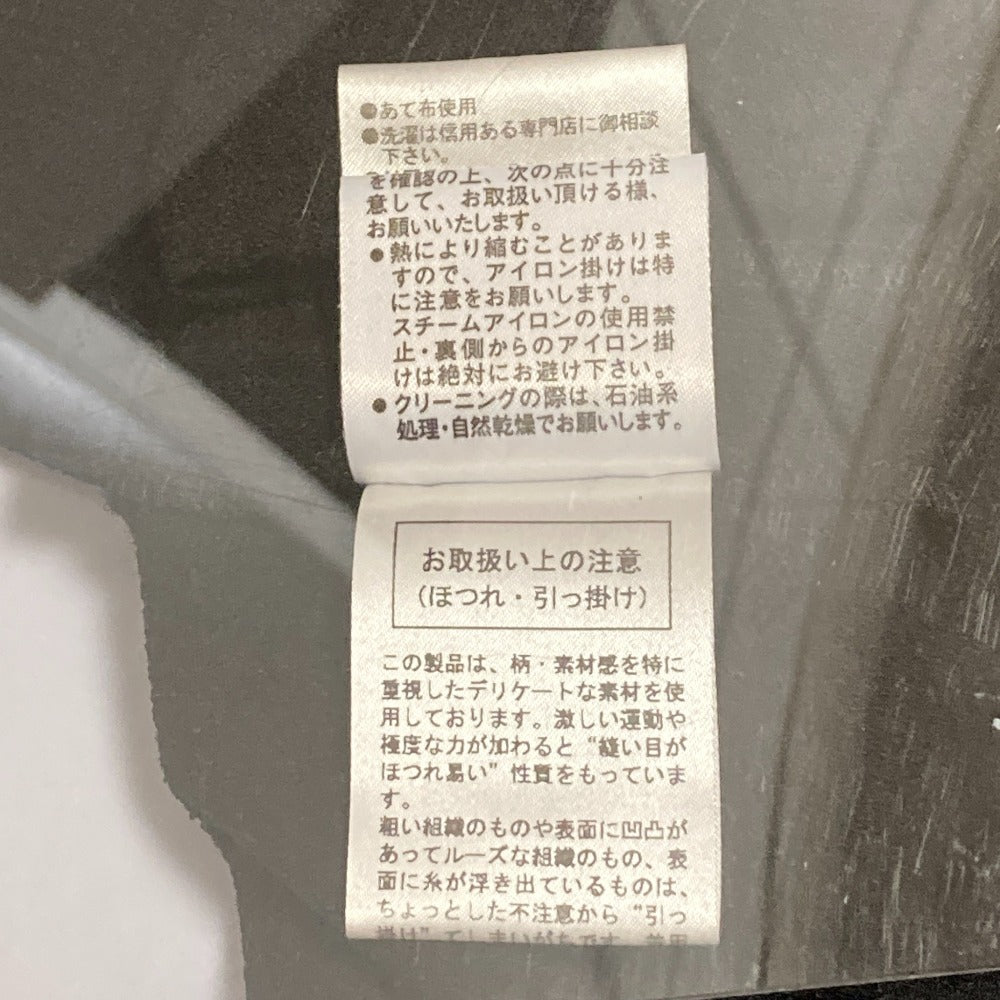 ●あて布使用
●洗濯は信用ある専門店に御相談
下さい。
を確認の上、次の点に十分注
意して、お取扱い頂ける様、
お願いいたします。
●熱により縮むことがありま
すので、アイロン掛けは特
に注意をお願いします。
スチームアイロンの使用禁
止・裏側からのアイロン掛
けは絶対にお避け下さい。
●クリーニングの際は、石油系
処理・自然乾燥でお願いします。
お取扱い上の注意
(ほつれ・引っ掛け)
この製品は、柄・素材感を特に
重視したデリケートな素材を使
用しております。激しい運動や
極度な力が加わると“縫い目が
ほつれ易い”性質をもっていま
す。
粗い組織のものや表面に凹凸が
あってルーズな組織のもの、表
面に糸が浮き出ているものは、
ちょっとした不注意から“引っ
掛け”てしまいがちです。着用